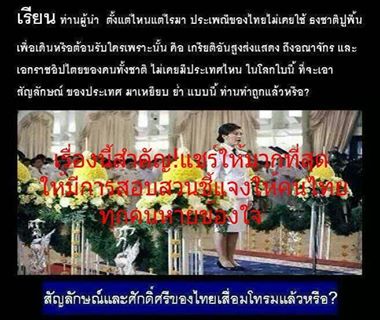 เรียน ท่านผู้นำ ตั้งแต่ไหนแต่ไรมา ประเพณีของไทยไม่เคยใช้ ธงชาติปูพื้น
เพื่อเดินหรือต้อนรับใครเพราะนั้น คือ เกริยติอันสูงส่งแสดง ถึงอณาจักร และ
เอกราชอิปไตยของคนทั้งชาติ ไม่เคยมีประเทศไหน ในโลกใบนี้ ที่จะเอา
สัญลักษณ์ ของประเทศ มาเหยียบ ย่ำ แบบนี้ ท่านทำถูกแล้วหรือ?
เรื่องนี้สำคัญ!แชร์ให้มากที่สุด
ให้มีการสอบสวนชี้แจงให้คนไทย
ทุกคนหายข้องใจ
สัญลักษณ์และศักดิ์ศรีของไทยเสื่อมโทรมแล้วหรือ?